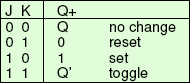 J K Q+
0 0 Q no change
0 1 0 reset
1 0 1 set
1 1 Q' toggle